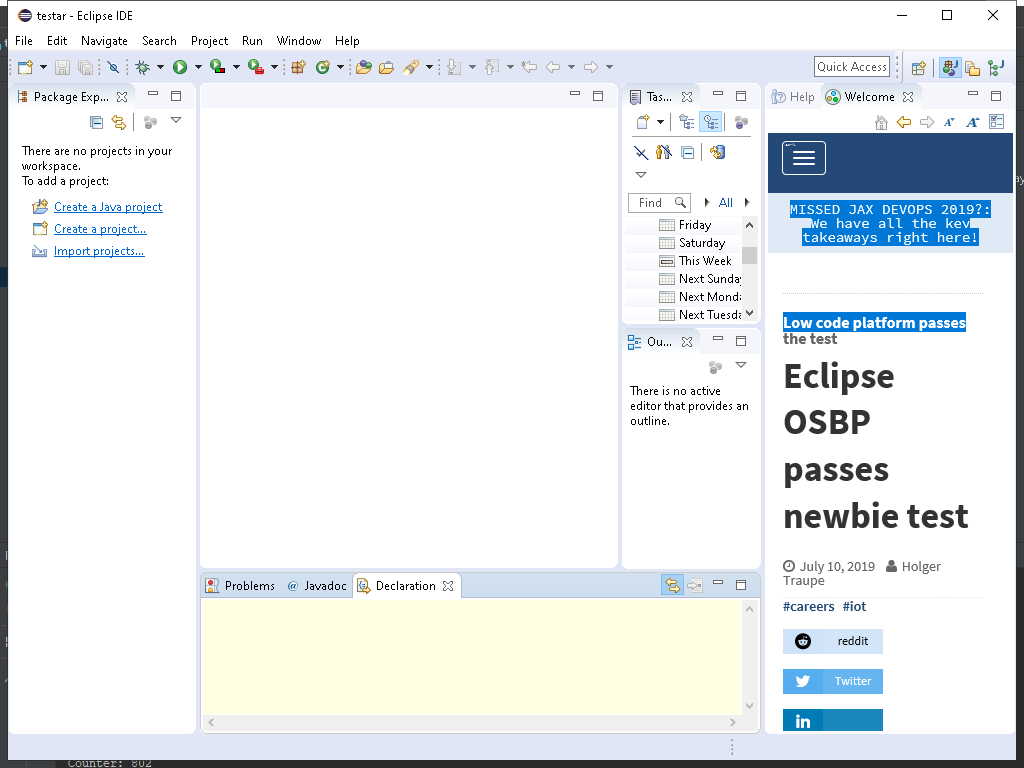 testar - Eclipse IDE
File Edit Navigate Search Project Run Window Help
Quick Access
Package Exp...
There are no projects in your
workspace.
To add a project:
Create a Java project
Create a project...
Import projects...
Tas...
Find All
Friday
Saturday
This Week
Next Sunday
Next Monda
Next Tuesda
Ou...
There is no active
editor that provides an
outline.
Problems @ Javadoc Declaration
Help Welcome
MISSED JAX DEVOPS 2019?:
We have all the key
takeaways right here!
Low code platform passes
the test
Eclipse
OSBP
passes
newbie test
July 10, 2019 Holger
Traupe
#careers #iot
reddit
Twitter
in
Counter: 802